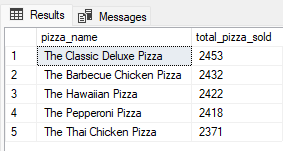 Results Messages
pizza_name total_pizza_sold
1 The Classic Deluxe Pizza 2453
2 The Barbecue Chicken Pizza 2432
3 The Hawaiian Pizza 2422
4 The Pepperoni Pizza 2418
5 The Thai Chicken Pizza 2371